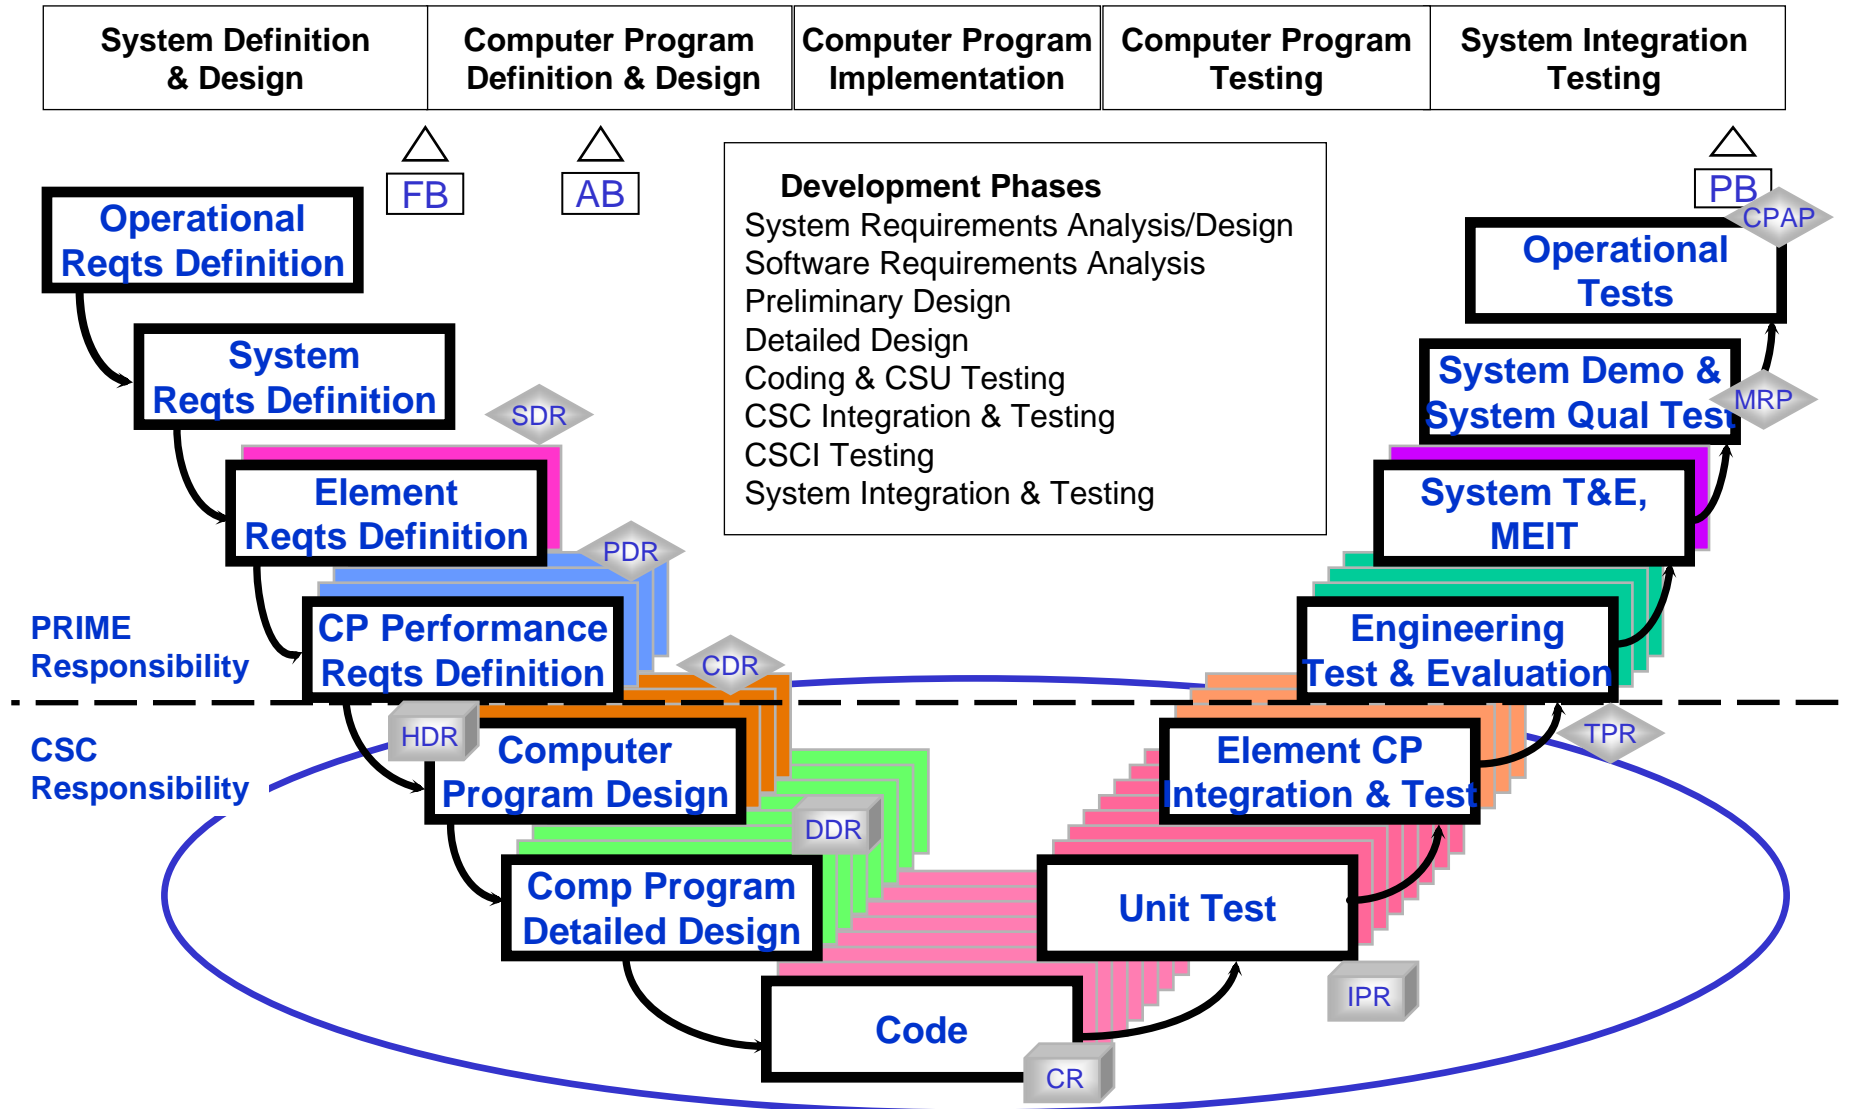 System Definition
& Design
Computer Program
Definition & Design
Computer Program
Implementation
Computer Program
Testing
System Integration
Testing
FB
AB
PB
CPAP
Development Phases
System Requirements Analysis/Design
Software Requirements Analysis
Preliminary Design
Detailed Design
Coding & CSU Testing
CSC Integration & Testing
CSCI Testing
System Integration & Testing
Operational
Reqts Definition
System
Reqts Definition
SDR
Element
Reqts Definition
PDR
CP Performance
Reqts Definition
CDR
PRIME
Responsibility
CSC
Responsibility
HDR
Computer
Program Design
DDR
Comp Program
Detailed Design
Code
CR
Unit Test
IPR
Element CP
Integration & Test
TPR
Engineering
Test & Evaluation
System T&E,
MEIT
System Demo &
System Qual Test
MRP
Operational
Tests